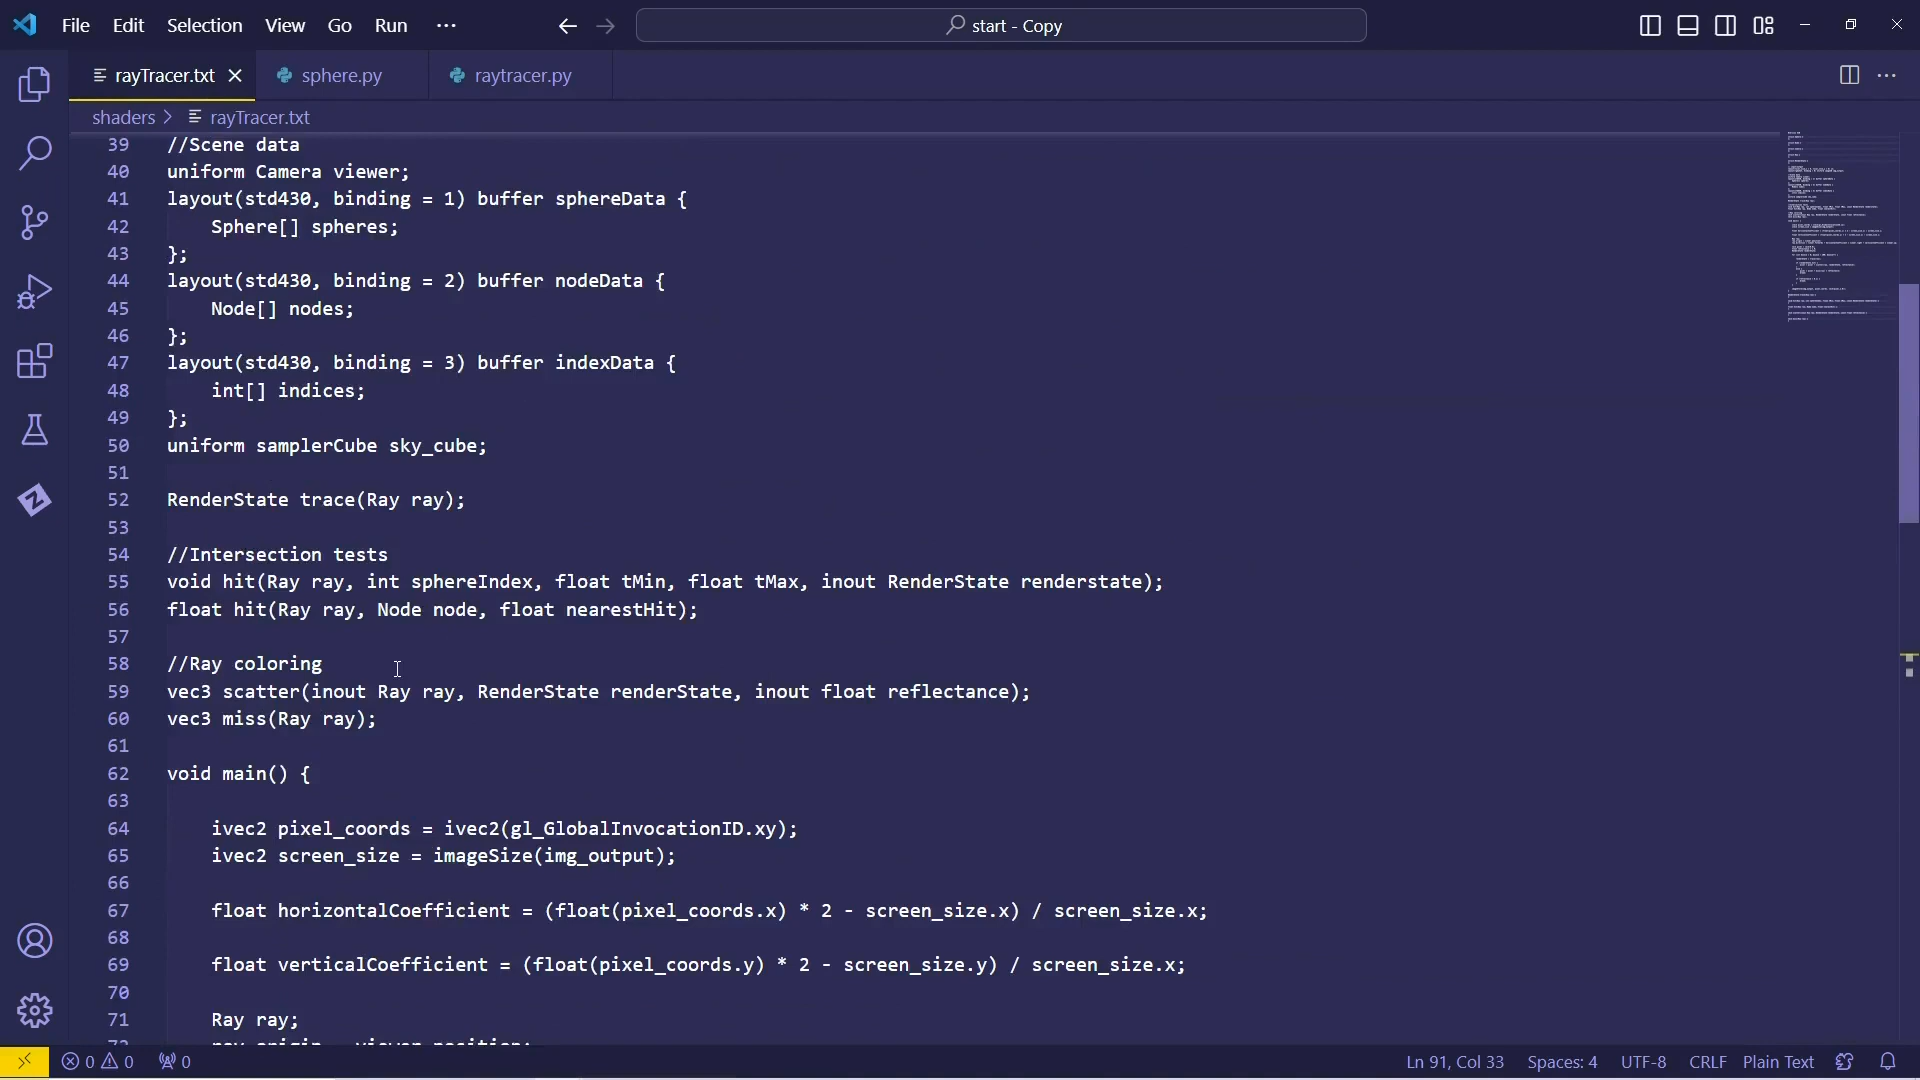 File Edit Selection View Go Run ··· start - Copy
rayTracer.txt sphere.py raytracer.py
shaders > rayTracer.txt
39 //Scene data
40 uniform Camera viewer;
41 layout(std430, binding = 1) buffer sphereData {
42     Sphere[] spheres;
43 };
44 layout(std430, binding = 2) buffer nodeData {
45     Node[] nodes;
46 };
47 layout(std430, binding = 3) buffer indexData {
48     int[] indices;
49 };
50 uniform samplerCube sky_cube;
51
52 RenderState trace(Ray ray);
53
54 //Intersection tests
55 void hit(Ray ray, int sphereIndex, float tMin, float tMax, inout RenderState renderstate);
56 float hit(Ray ray, Node node, float nearestHit);
57
58 //Ray coloring
59 vec3 scatter(inout Ray ray, RenderState renderState, inout float reflectance);
60 vec3 miss(Ray ray);
61
62 void main() {
63
64     ivec2 pixel_coords = ivec2(gl_GlobalInvocationID.xy);
65     ivec2 screen_size = imageSize(img_output);
66
67     float horizontalCoefficient = (float(pixel_coords.x) * 2 - screen_size.x) / screen_size.x;
68
69     float verticalCoefficient = (float(pixel_coords.y) * 2 - screen_size.y) / screen_size.x;
70
71     Ray ray;
0 0 0 Ln 91, Col 33 Spaces: 4 UTF-8 CRLF Plain Text